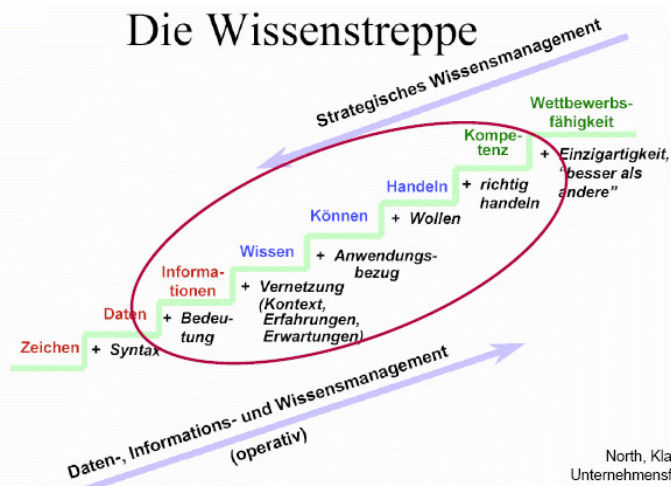 Die Wissenstreppe
Strategisches Wissensmanagement
Wettbewerbs-
fähigkeit
+ Einzigartigkeit,
"besser als
andere"
Kompe-
tenz
+ richtig
handeln
Handeln
+ Wollen
Können
+ Anwendungs-
bezug
Wissen
+ Vernetzung
(Kontext,
Erfahrungen,
Erwartungen)
Informa-
tionen
+ Bedeu-
tung
Daten
+ Syntax
Zeichen
Daten-, Informations- und Wissensmanagement
(operativ)
North, Kla
Unternehmensf